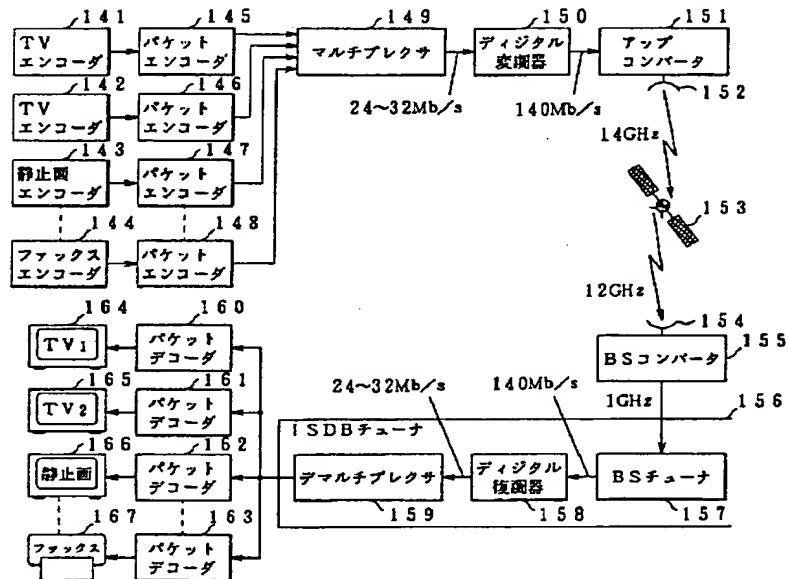 141
145
149
150
151
TV
エンコーダ
パケット
エンコーダ
マルチプレクサ
ディジタル
変調器
アップ
コンバータ
142
146
24~32Mb/s
140Mb/s
152
TV
エンコーダ
パケット
エンコーダ
14GHz
143
147
静止画
エンコーダ
パケット
エンコーダ
153
144
148
ファックス
エンコーダ
パケット
エンコーダ
12GHz
164
160
154
TV1
パケット
デコーダ
BSコンバータ
155
165
161
24~32Mb/s
140Mb/s
1GHz
156
TV2
パケット
デコーダ
ISDBチューナ
166
162
静止画
パケット
デコーダ
デマルチプレクサ
ディジタル
復調器
BSチューナ
159
158
157
167
163
ファックス
パケット
デコーダ